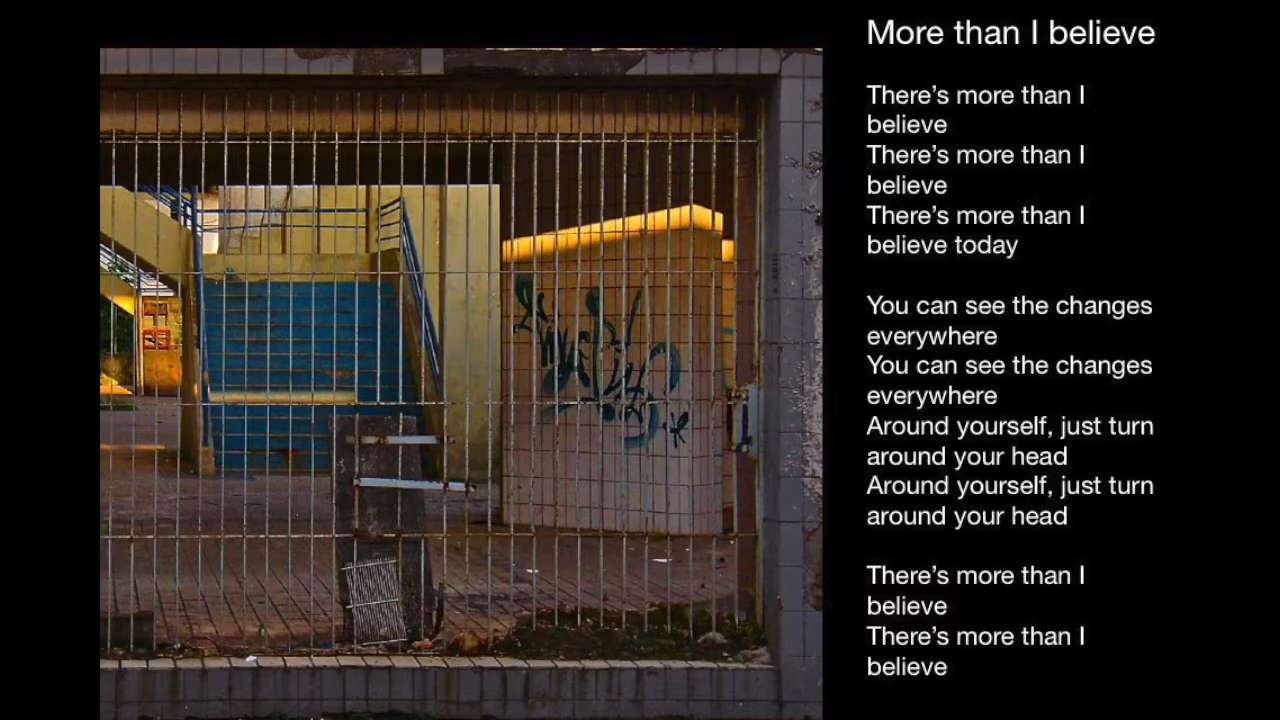 More than I believe
There's more than I
believe
There's more than I
believe
There's more than I
believe today
You can see the changes
everywhere
You can see the changes
everywhere
Around yourself, just turn
around your head
Around yourself, just turn
around your head
There's more than I
believe
There's more than I
believe